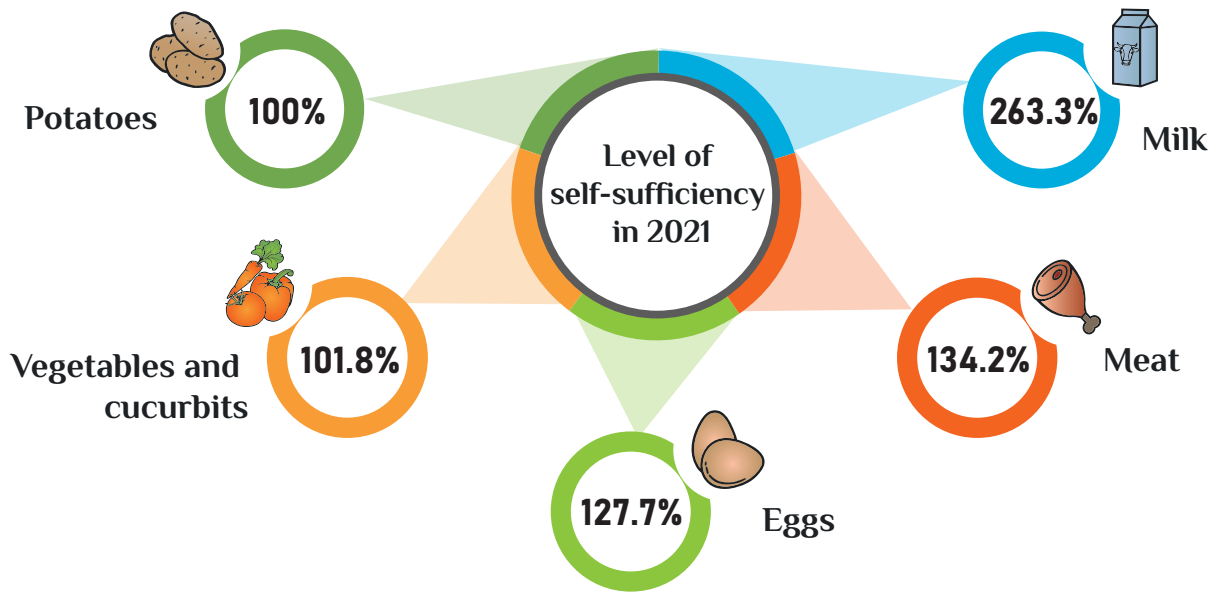 Level of
self-sufficiency
in 2021
100%
Potatoes
263.3%
Milk
101.8%
Vegetables and
cucurbits
134.2%
Meat
127.7%
Eggs